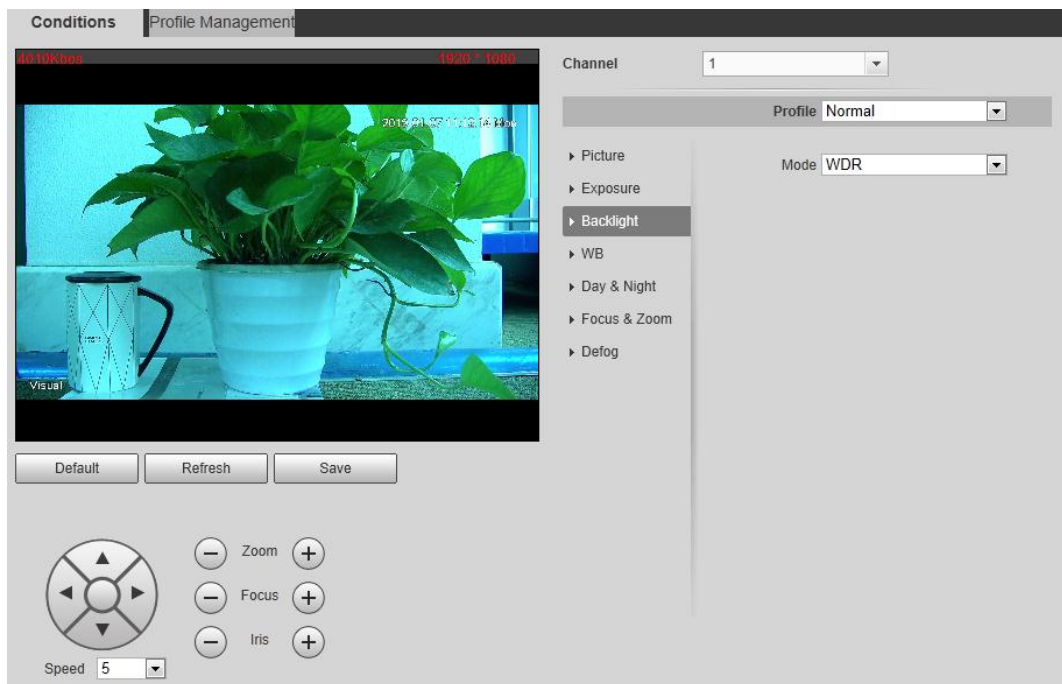 Conditions
Profile Management
4010Kbps
1920 * 1080
Visual
Default
Refresh
Save
Zoom
Focus
Iris
Speed 5
Channel 1
Profile Normal
Picture
Exposure
Backlight
WB
Day & Night
Focus & Zoom
Defog
Mode WDR